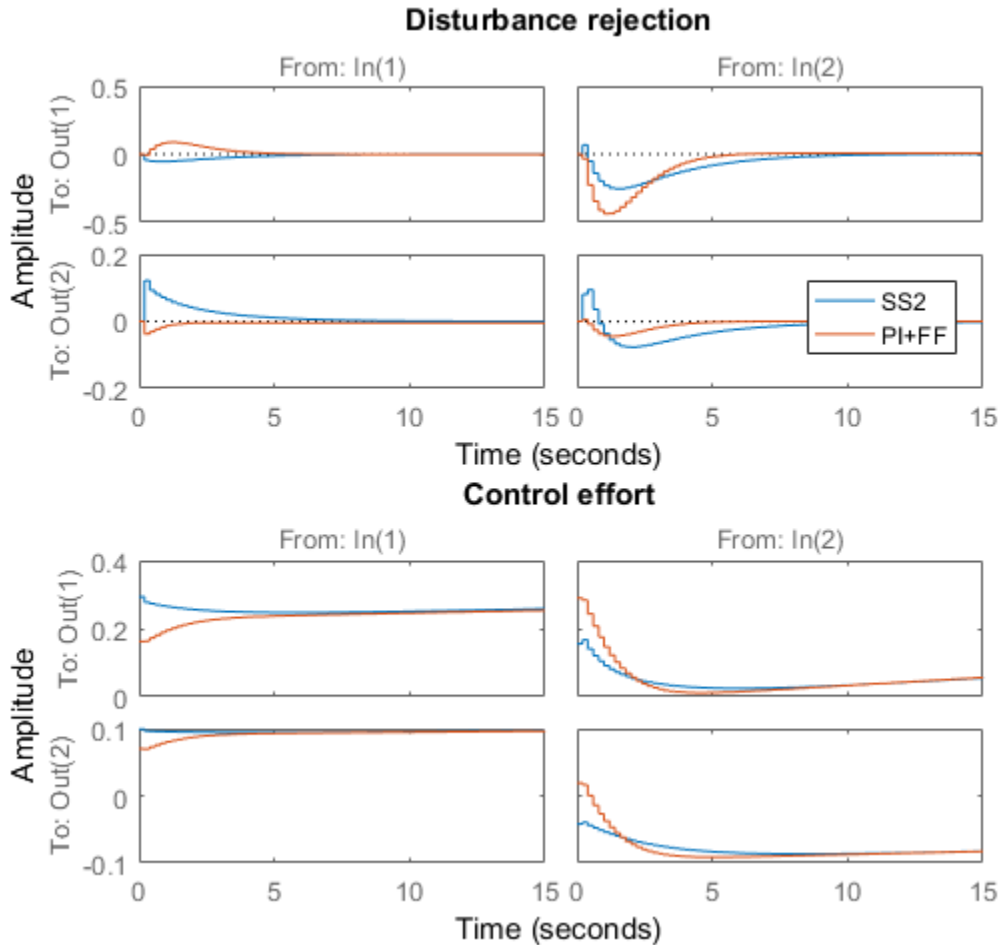 Disturbance rejection
From: In(1)
From: In(2)
Amplitude
To: Out(1)
0.5
0
-0.5
To: Out(2)
0.2
0
-0.2
SS2
PI+FF
0 5 10 15
0 5 10 15
Time (seconds)
Control effort
From: In(1)
From: In(2)
Amplitude
To: Out(1)
0.4
0.2
0
To: Out(2)
0.1
0
-0.1
0 5 10 15
0 5 10 15
Time (seconds)